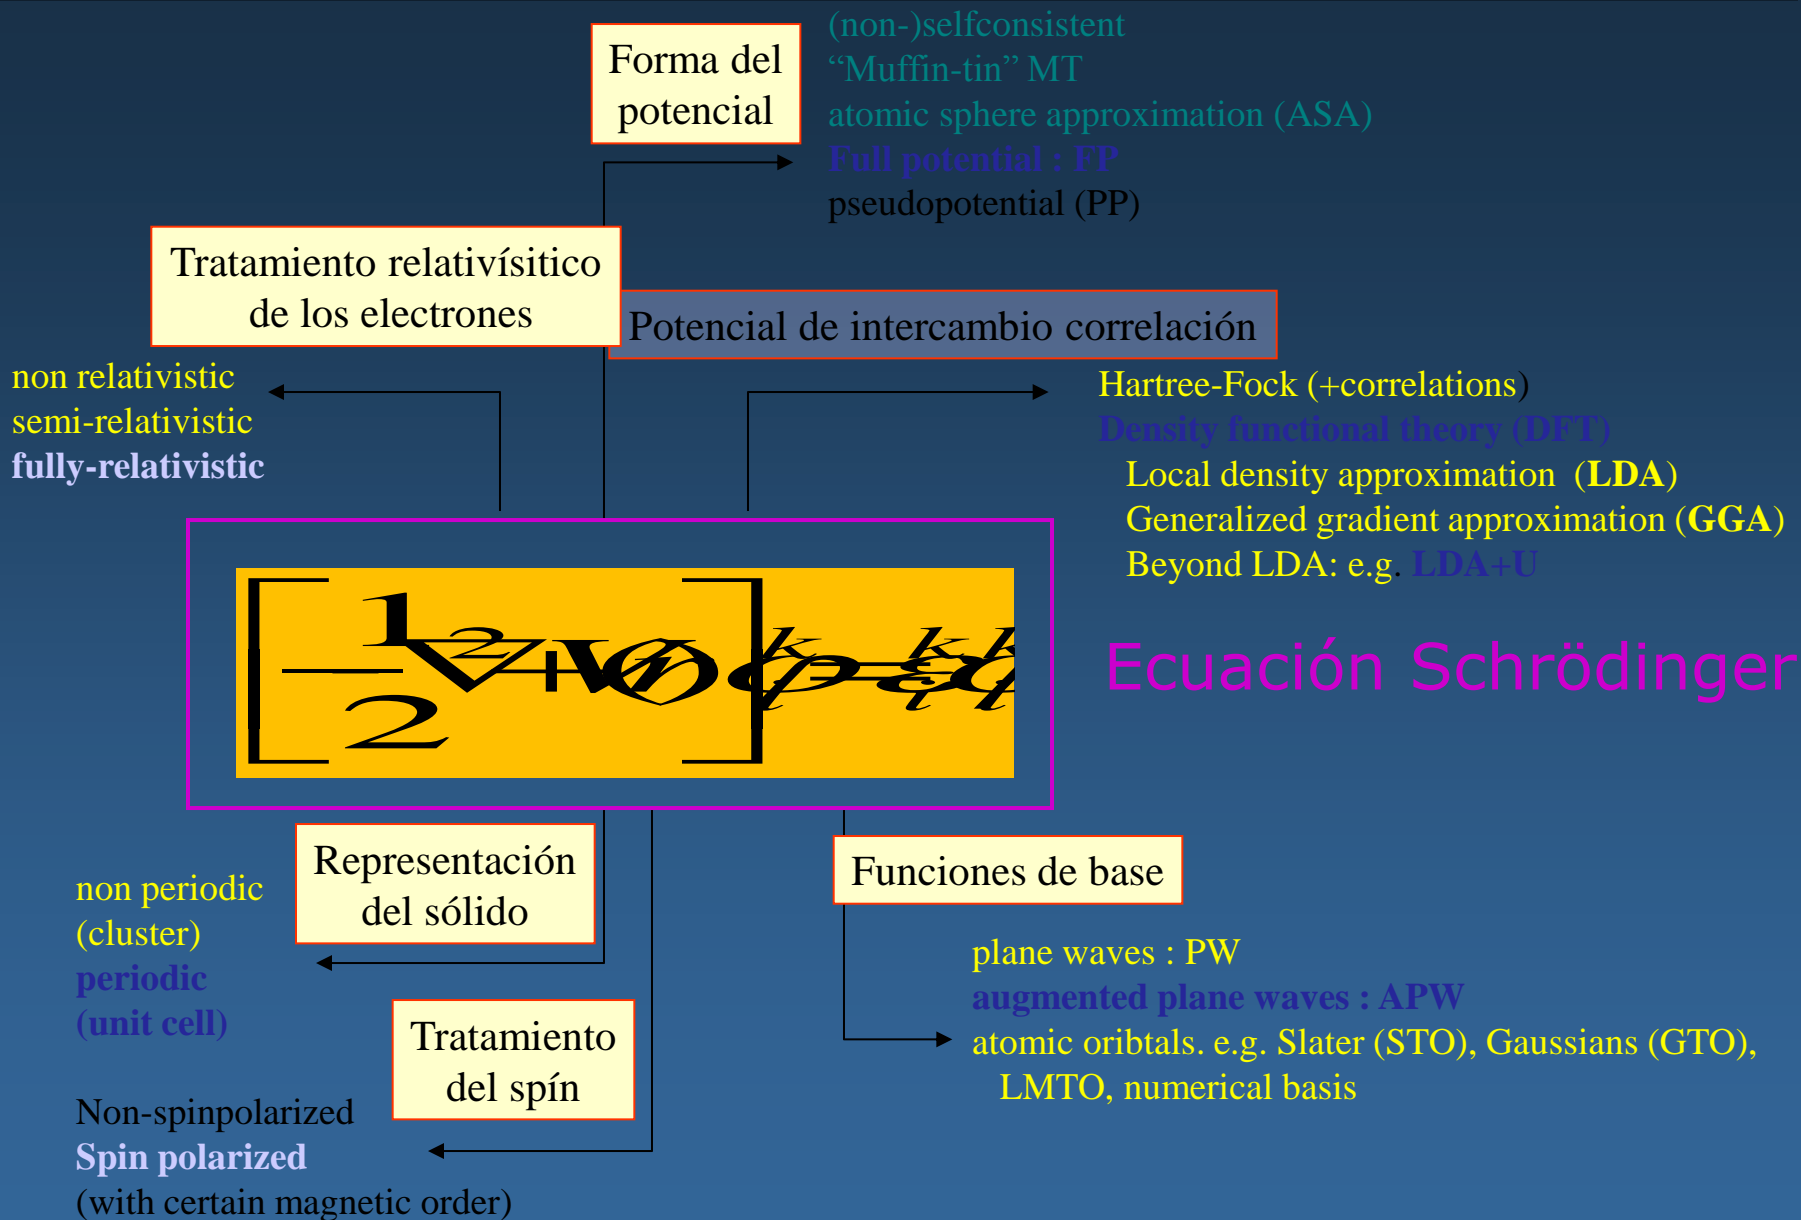 Forma del
potencial
(non-)selfconsistent
“Muffin-tin” MT
atomic sphere approximation (ASA)
Full potential : FP
pseudopotential (PP)
Tratamiento relativísitico
de los electrones
Potencial de intercambio correlación
non relativistic
semi-relativistic
fully-relativistic
Hartree-Fock (+correlations)
Density functional theory (DFT)
Local density approximation (LDA)
Generalized gradient approximation (GGA)
Beyond LDA: e.g. LDA+U
Ecuación Schrödinger
Representación
del sólido
non periodic
(cluster)
periodic
(unit cell)
Funciones de base
plane waves : PW
augmented plane waves : APW
atomic oribtals. e.g. Slater (STO), Gaussians (GTO),
LMTO, numerical basis
Tratamiento
del spín
Non-spinpolarized
Spin polarized
(with certain magnetic order)